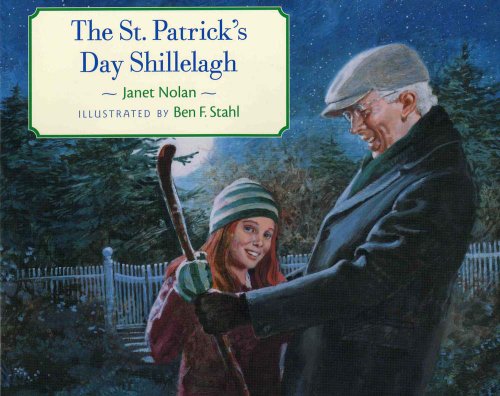 The St. Patrick's
Day Shillelagh
~ Janet Nolan ~
ILLUSTRATED BY Ben F. Stahl